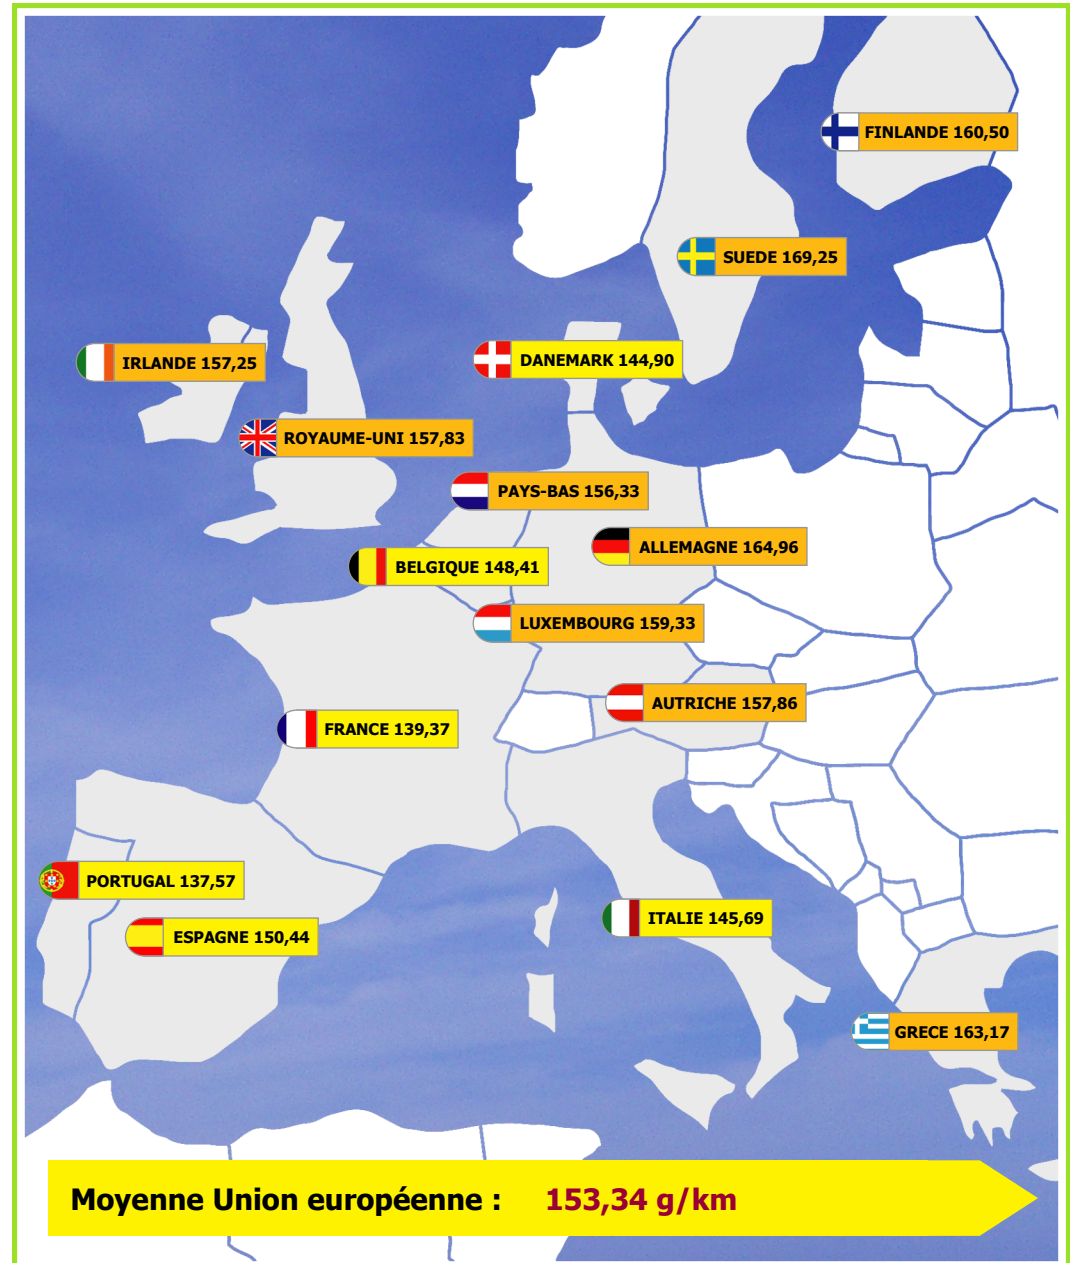 FINLANDE 160,50
SUEDE 169,25
IRLANDE 157,25
DANEMARK 144,90
ROYAUME-UNI 157,83
PAYS-BAS 156,33
ALLEMAGNE 164,96
BELGIQUE 148,41
LUXEMBOURG 159,33
AUTRICHE 157,86
FRANCE 139,37
PORTUGAL 137,57
ITALIE 145,69
ESPAGNE 150,44
GRECE 163,17
Moyenne Union européenne : 153,34 g/km